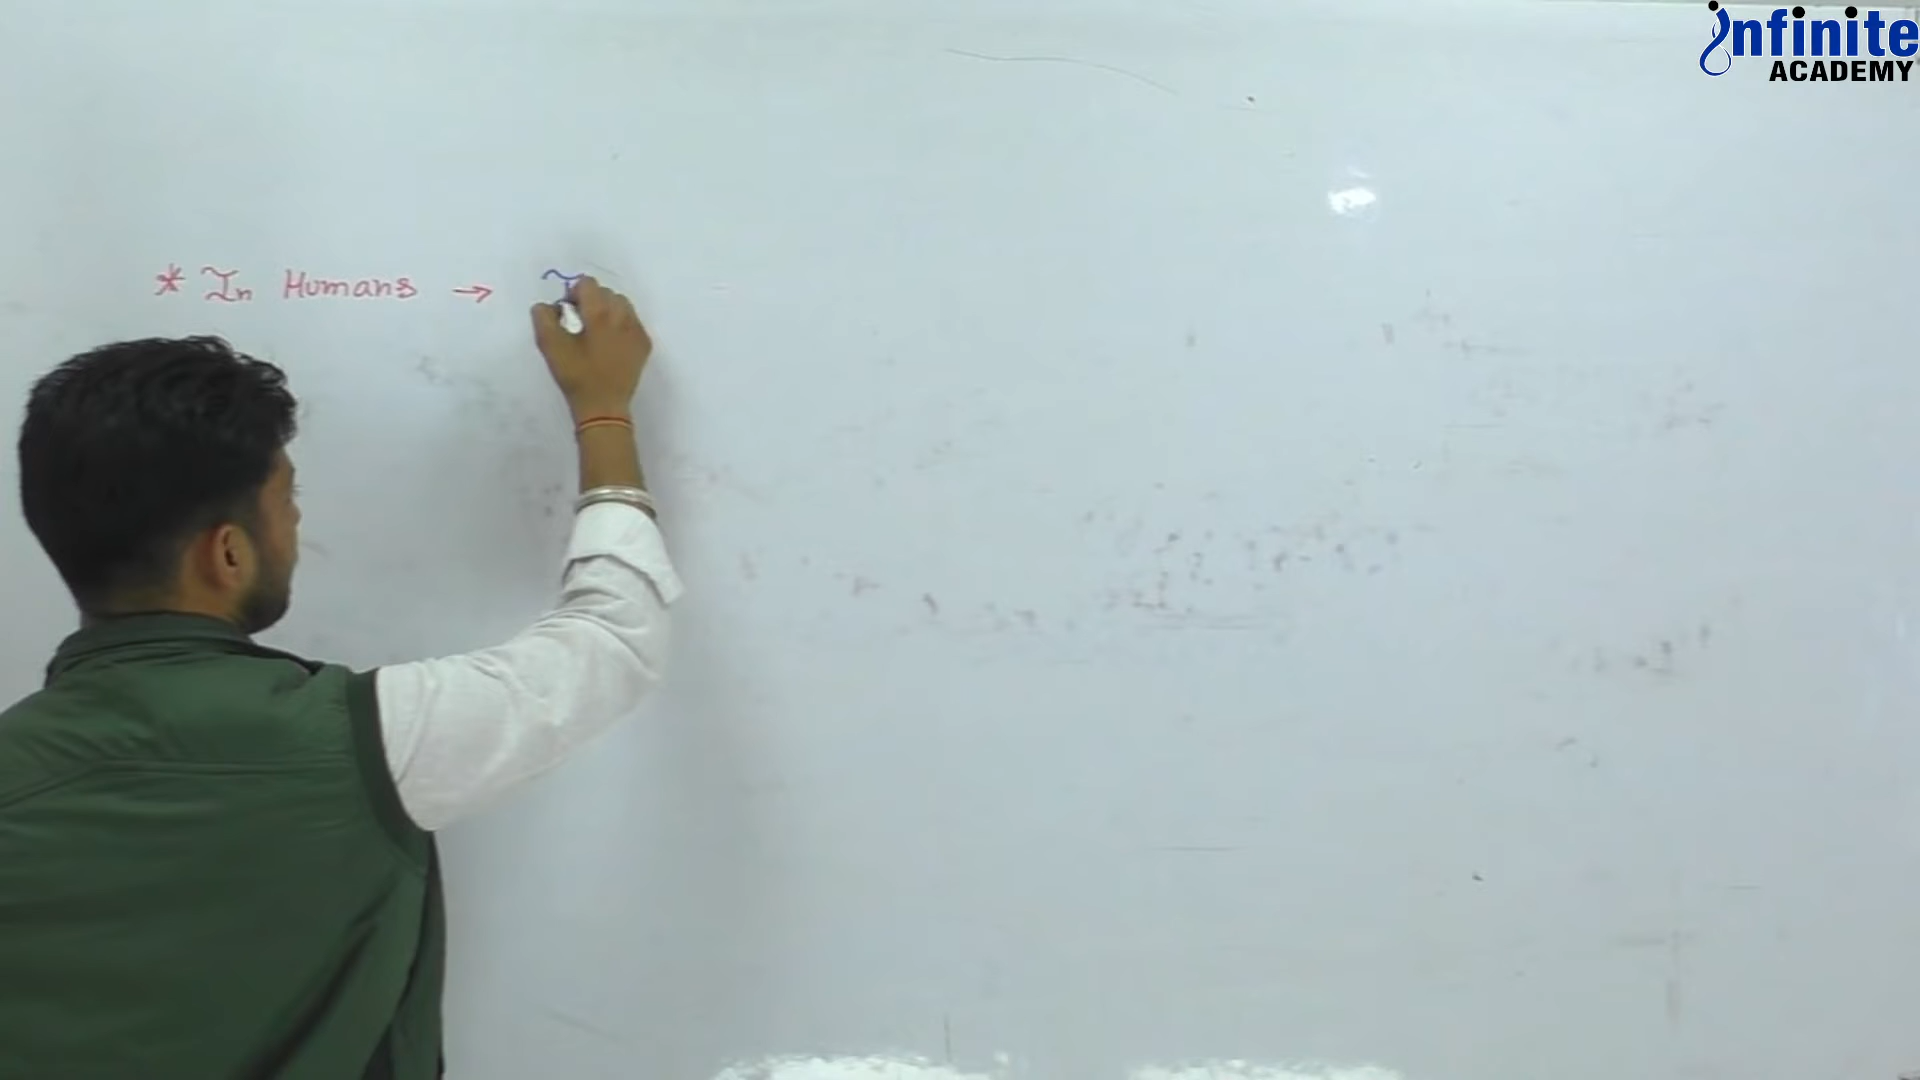 infinite
ACADEMY
* In Humans →